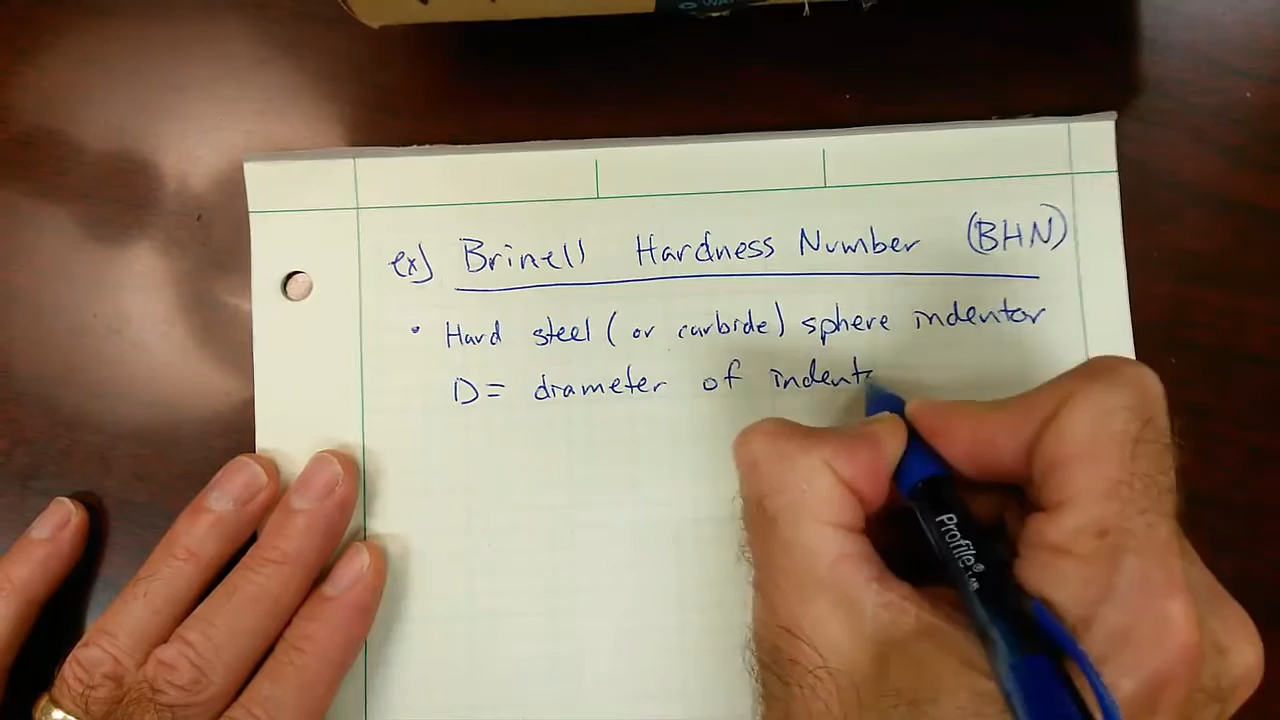 ex) Brinell Hardness Number (BHN)
• Hard steel (or carbide) sphere indentor
D = diameter of indent
Profile®